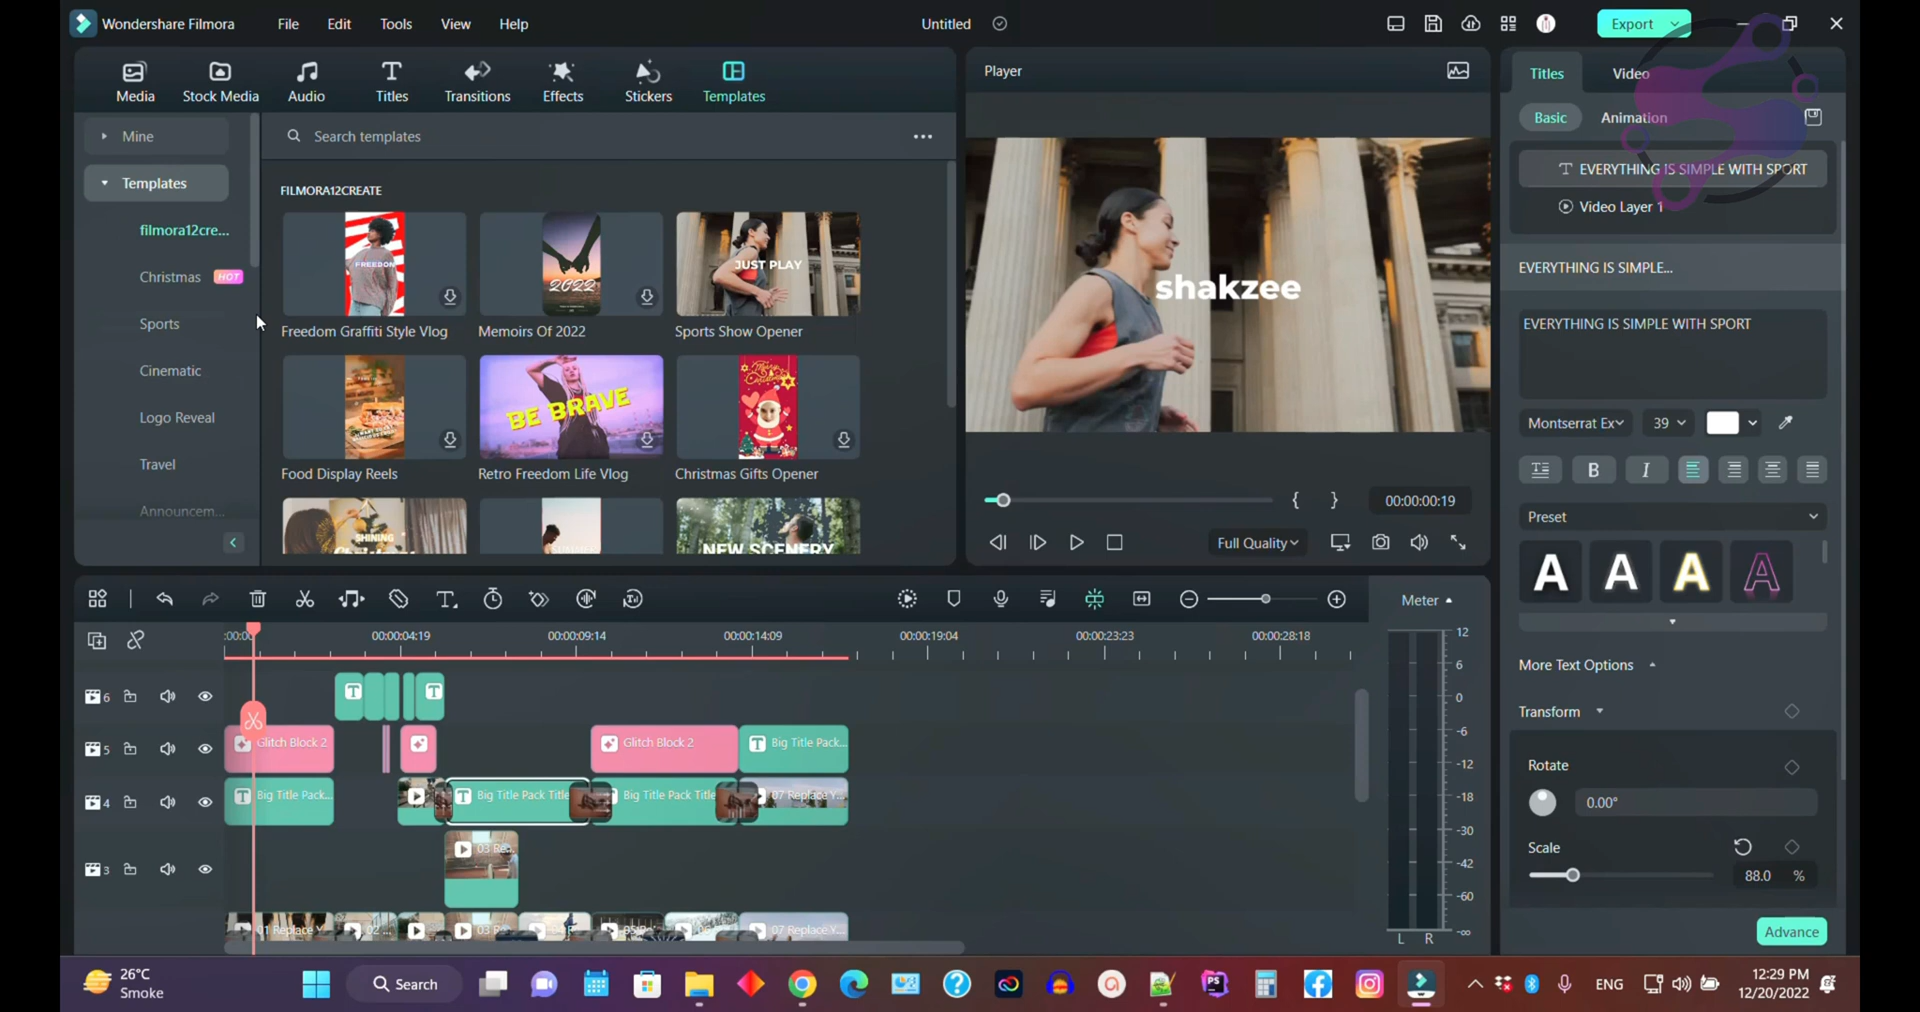 Wondershare Filmora
File
Edit
Tools
View
Help
Untitled
Export
Media
Stock Media
Audio
Titles
Transitions
Effects
Stickers
Templates
Player
Titles
Video
Mine
Search templates
Basic
Animation
EVERYTHING IS SIMPLE WITH SPORT
Video Layer 1
Templates
FILMORA12CREATE
filmora12cre...
Christmas HOT
Sports
Cinematic
Logo Reveal
Travel
Announcem...
FREEDOM
2022
JUST PLAY
Freedom Graffiti Style Vlog
Memoirs Of 2022
Sports Show Opener
BE BRAVE
Merry Christmas
Food Display Reels
Retro Freedom Life Vlog
Christmas Gifts Opener
SHINING
NEW SCENERY
shakzee
00:00:00:19
Full Quality
EVERYTHING IS SIMPLE...
EVERYTHING IS SIMPLE WITH SPORT
Montserrat Ex
39
B
I
Preset
A
A
A
A
More Text Options
Transform
Rotate
0.00°
Scale
88.0 %
Advance
Meter
:00:00
00:00:04:19
00:00:09:14
00:00:14:09
00:00:19:04
00:00:23:23
00:00:28:18
12
6
0
-6
-12
-18
-30
-42
-60
-∞
L
R
6
5
Glitch Block 2
Glitch Block 2
Big Title Pack...
4
Big Title Pack...
Big Title Pack Title
Big Title Pack Title
07 Replace Y...
3
03 Re...
01 Replace Y
02 ...
03 R
07 Replace Y...
26°C
Smoke
Search
PS
ENG
12:29 PM
12/20/2022